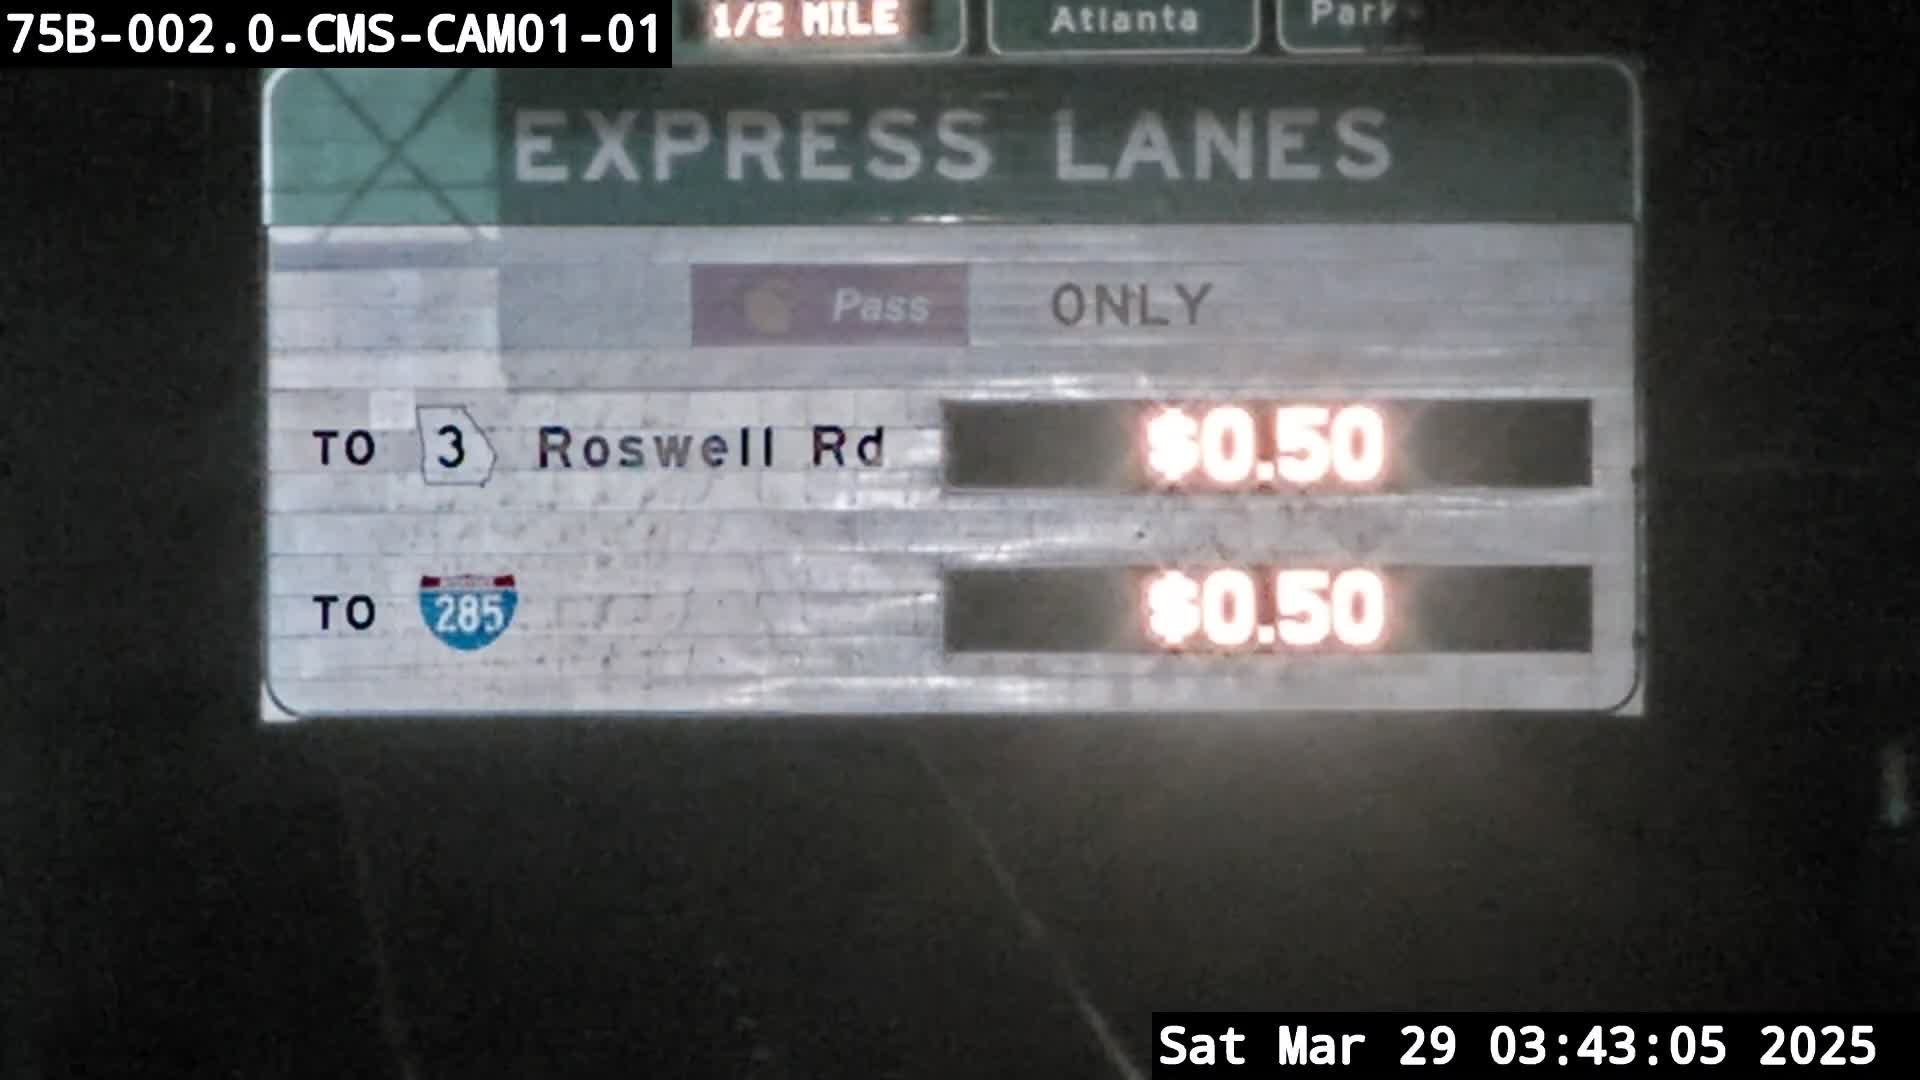 75B-002.0-CMS-CAM01-01
1/2 MILE
Atlanta
Park
EXPRESS LANES
Pass ONLY
TO 3 Roswell Rd $0.50
TO 285 $0.50
Sat Mar 29 03:43:05 2025